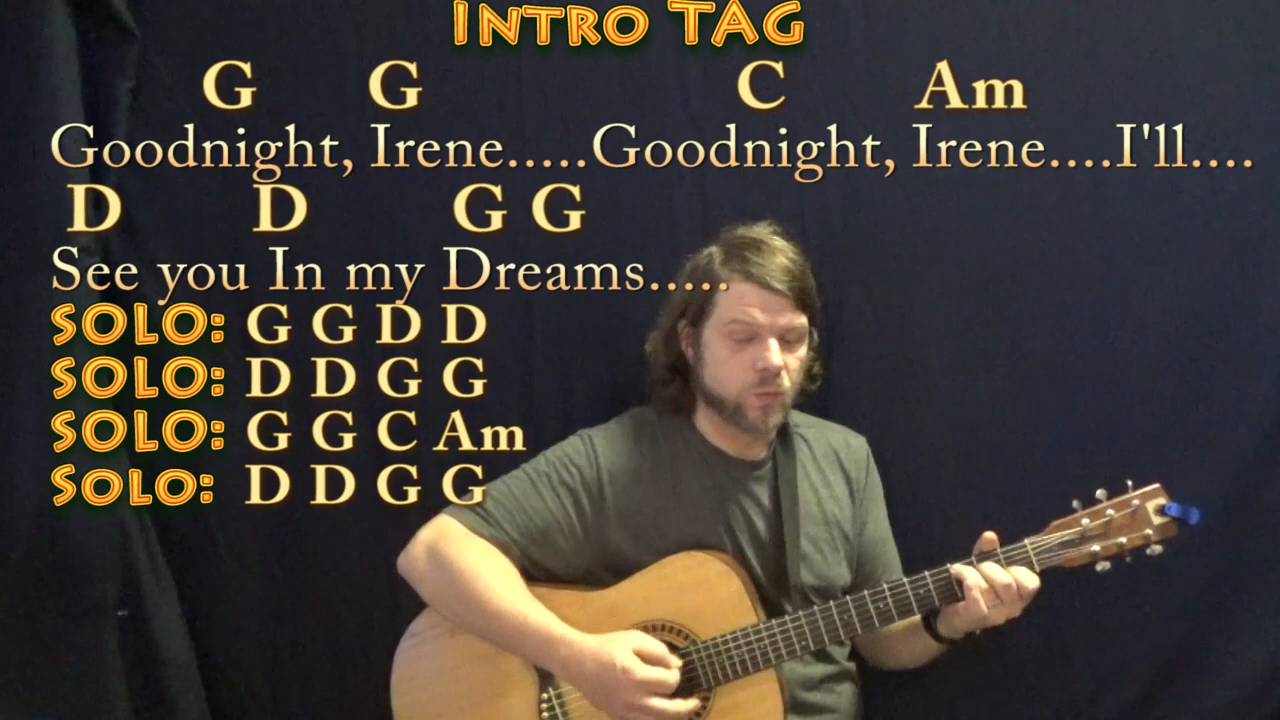 INTRO TAG
G G C Am
Goodnight, Irene.....Goodnight, Irene....I'll....
D D G G
See you In my Dreams.....
SOLO: G G D D
SOLO: D D G G
SOLO: G G C Am
SOLO: D D G G